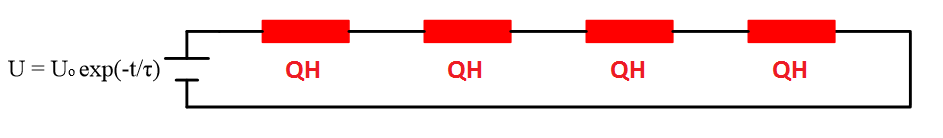 U = U₀ exp(-t/τ)
QH QH QH QH